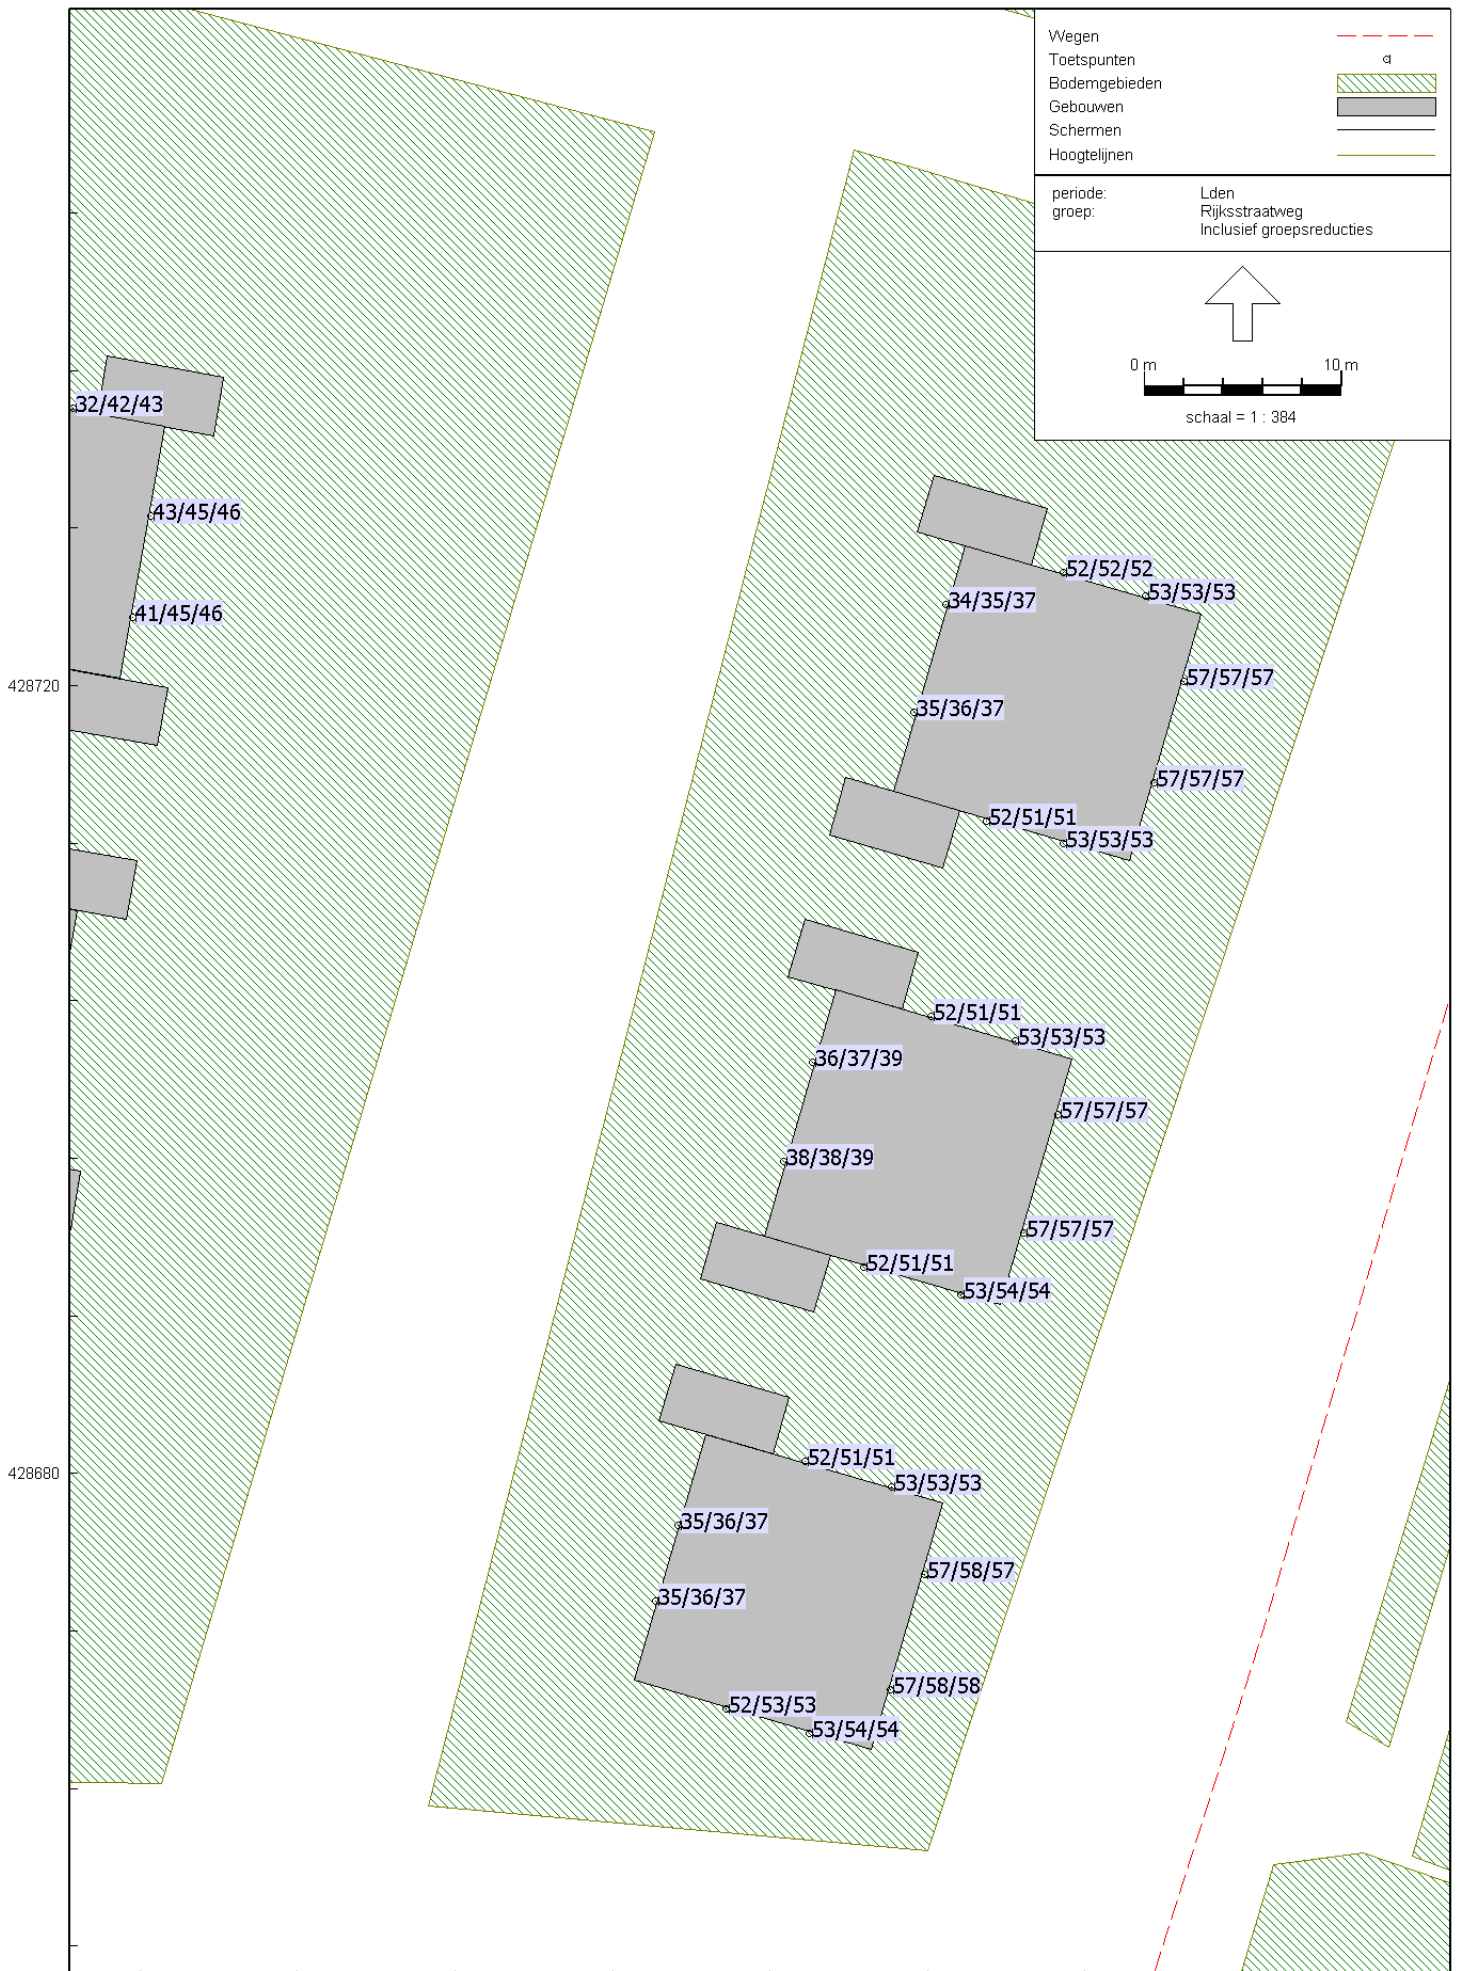 Wegen
Toetspunten
Bodemgebieden
Gebouwen
Schermen
Hoogtelijnen
periode: Lden
groep: Rijksstraatweg
Inclusief groepsreducties
0 m 10 m
schaal = 1 : 384
32/42/43
43/45/46
52/52/52
53/53/53
34/35/37
41/45/46
57/57/57
428720
35/36/37
57/57/57
52/51/51
53/53/53
52/51/51
53/53/53
36/37/39
57/57/57
38/38/39
57/57/57
52/51/51
53/54/54
52/51/51
428680
53/53/53
35/36/37
57/58/57
35/36/37
57/58/58
52/53/53
53/54/54